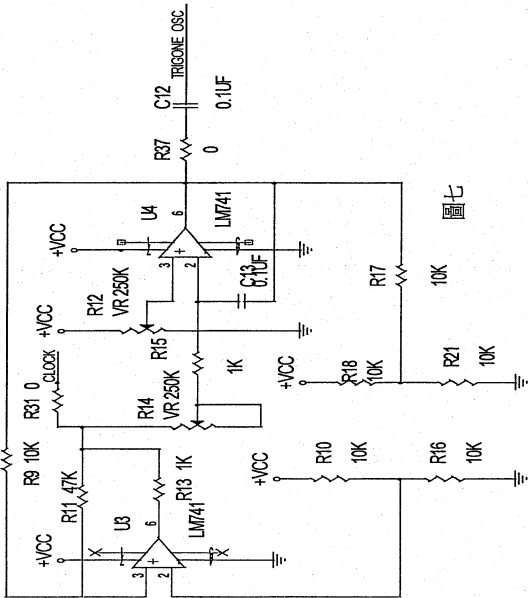 TRIGONE OSC
C12
0.1UF
R37
0
U4
6
LM741
+VCC
3
2
+
C13
0.1UF
R12
VR 250K
+VCC
R15
1K
CLOCK
R31 0
R14
VR 250K
R9 10K
R11 47K
R13 1K
U3
6
LM741
+VCC
3
2
+
+VCC
R10
10K
R16
10K
+VCC
R18
10K
R21
10K
R17
10K
圖七